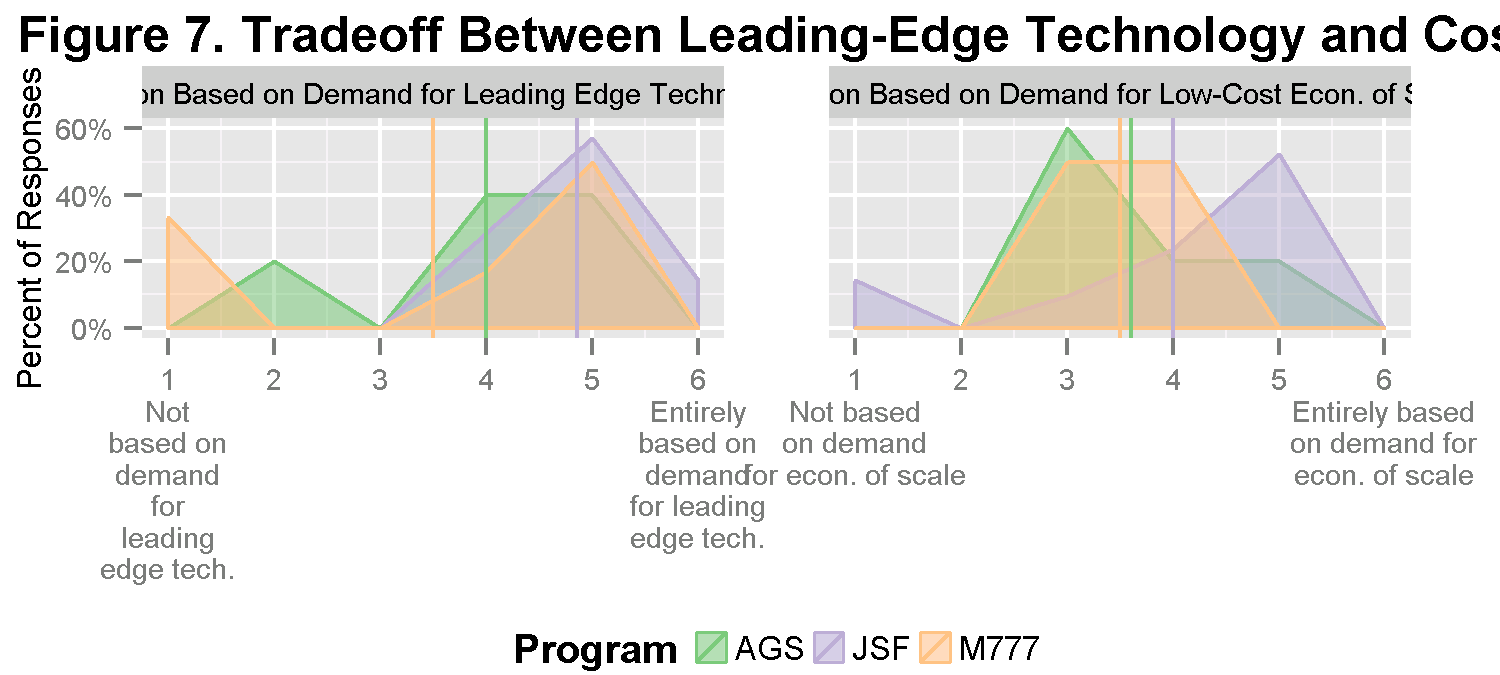 Figure 7. Tradeoff Between Leading-Edge Technology and Cos
on Based on Demand for Leading Edge Techr
on Based on Demand for Low-Cost Econ. of S
Percent of Responses
60%
40%
20%
0%
1 2 3 4 5 6
1 2 3 4 5 6
Not
based on
demand
for
leading
edge tech.
Entirely
based on
demand
for leading
edge tech.
Not based
on demand
for econ. of scale
Entirely based
on demand for
econ. of scale
Program AGS JSF M777